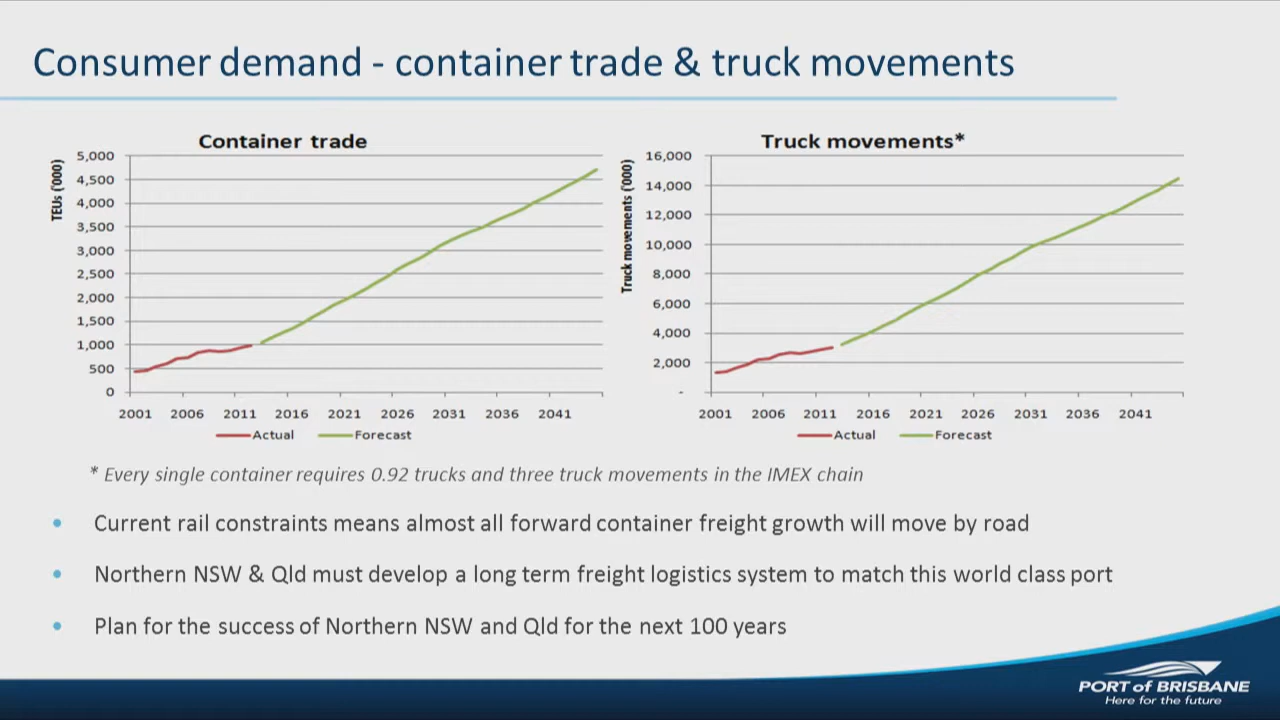 Consumer demand - container trade & truck movements
Container trade
TEUs ('000)
5,000
4,500
4,000
3,500
3,000
2,500
2,000
1,500
1,000
500
0
2001 2006 2011 2016 2021 2026 2031 2036 2041
Actual Forecast
Truck movements*
Truck movements ('000)
16,000
14,000
12,000
10,000
8,000
6,000
4,000
2,000
-
2001 2006 2011 2016 2021 2026 2031 2036 2041
Actual Forecast
* Every single container requires 0.92 trucks and three truck movements in the IMEX chain
• Current rail constraints means almost all forward container freight growth will move by road
• Northern NSW & Qld must develop a long term freight logistics system to match this world class port
• Plan for the success of Northern NSW and Qld for the next 100 years
PORT of BRISBANE
Here for the future